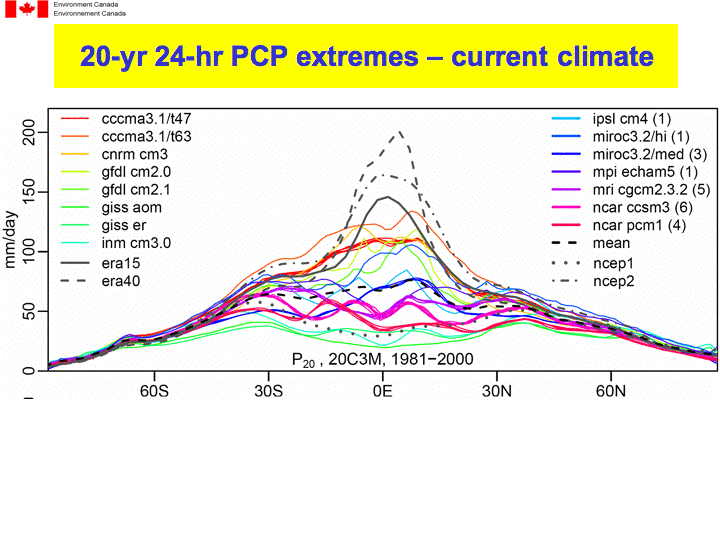 Environment Canada
Environnement Canada
20-yr 24-hr PCP extremes – current climate
mm/day
200
150
100
50
0
cccma3.1/t47
cccma3.1/t63
cnrm cm3
gfdl cm2.0
gfdl cm2.1
giss aom
giss er
inm cm3.0
era15
era40
ipsl cm4 (1)
miroc3.2/hi (1)
miroc3.2/med (3)
mpi echam5 (1)
mri cgcm2.3.2 (5)
ncar ccsm3 (6)
ncar pcm1 (4)
mean
ncep1
ncep2
P20 , 20C3M, 1981−2000
60S 30S 0E 30N 60N